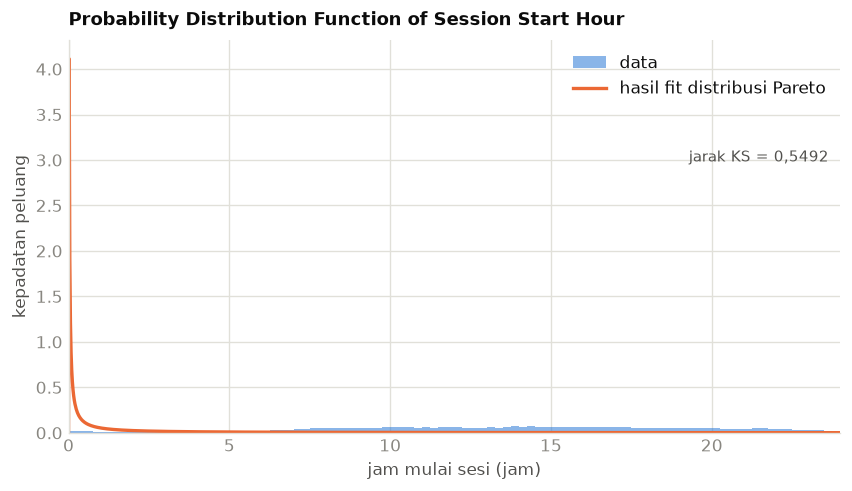 Probability Distribution Function of Session Start Hour
data
hasil fit distribusi Pareto
jarak KS = 0,5492
kepadatan peluang
4.0
3.5
3.0
2.5
2.0
1.5
1.0
0.5
0.0
0
5
10
15
20
jam mulai sesi (jam)